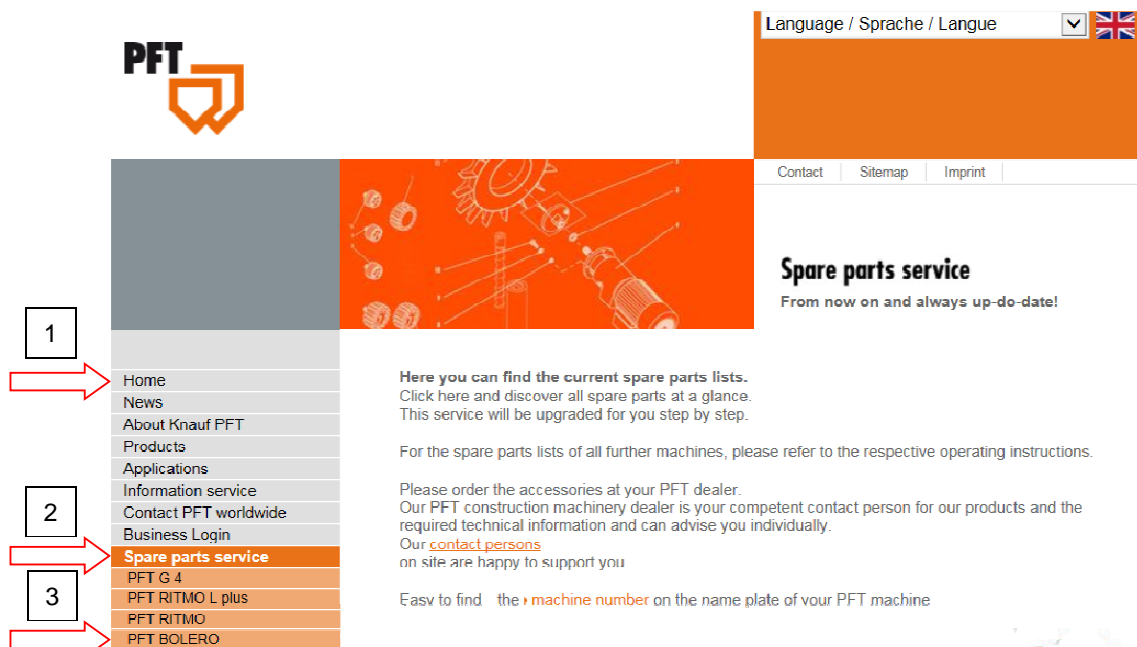 Language / Sprache / Langue
PFT
Contact
Sitemap
Imprint
Spare parts service
From now on and always up-do-date!
1
Home
News
About Knauf PFT
Products
Applications
Information service
2
Contact PFT worldwide
Business Login
Spare parts service
PFT G 4
3
PFT RITMO L plus
PFT RITMO
PFT BOLERO
Here you can find the current spare parts lists.
Click here and discover all spare parts at a glance.
This service will be upgraded for you step by step.
For the spare parts lists of all further machines, please refer to the respective operating instructions.
Please order the accessories at your PFT dealer.
Our PFT construction machinery dealer is your competent contact person for our products and the
required technical information and can advise you individually.
Our contact persons
on site are happy to support you
Easy to find the machine number on the name plate of your PFT machine